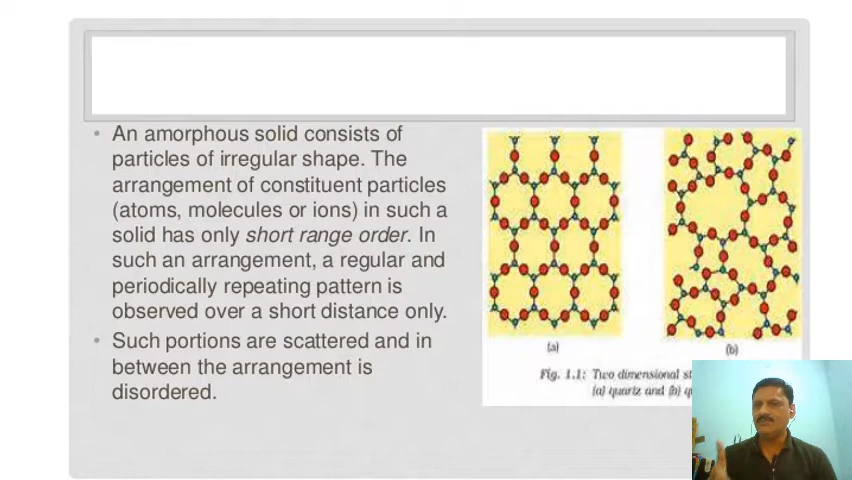 • An amorphous solid consists of
particles of irregular shape. The
arrangement of constituent particles
(atoms, molecules or ions) in such a
solid has only short range order. In
such an arrangement, a regular and
periodically repeating pattern is
observed over a short distance only.
• Such portions are scattered and in
between the arrangement is
disordered.
(a)
(b)
Fig. 1.1: Two dimensional
(a) quartz and (b)